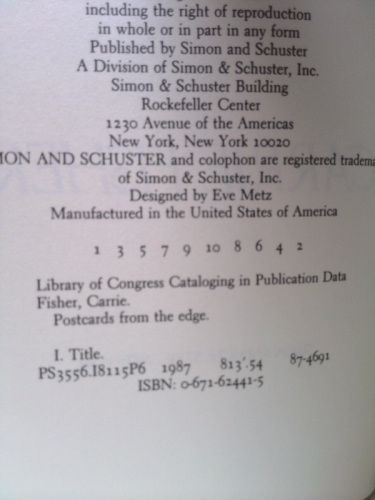 including the right of reproduction
in whole or in part in any form
Published by Simon and Schuster
A Division of Simon & Schuster, Inc.
Simon & Schuster Building
Rockefeller Center
1230 Avenue of the Americas
New York, New York 10020
MON AND SCHUSTER and colophon are registered tradema
of Simon & Schuster, Inc.
Designed by Eve Metz
Manufactured in the United States of America
1 3 5 7 9 10 8 6 4 2
Library of Congress Cataloging in Publication Data
Fisher, Carrie.
Postcards from the edge.
I. Title.
PS3556.I8115P6 1987 813'.54 87-4691
ISBN: 0-671-62441-5